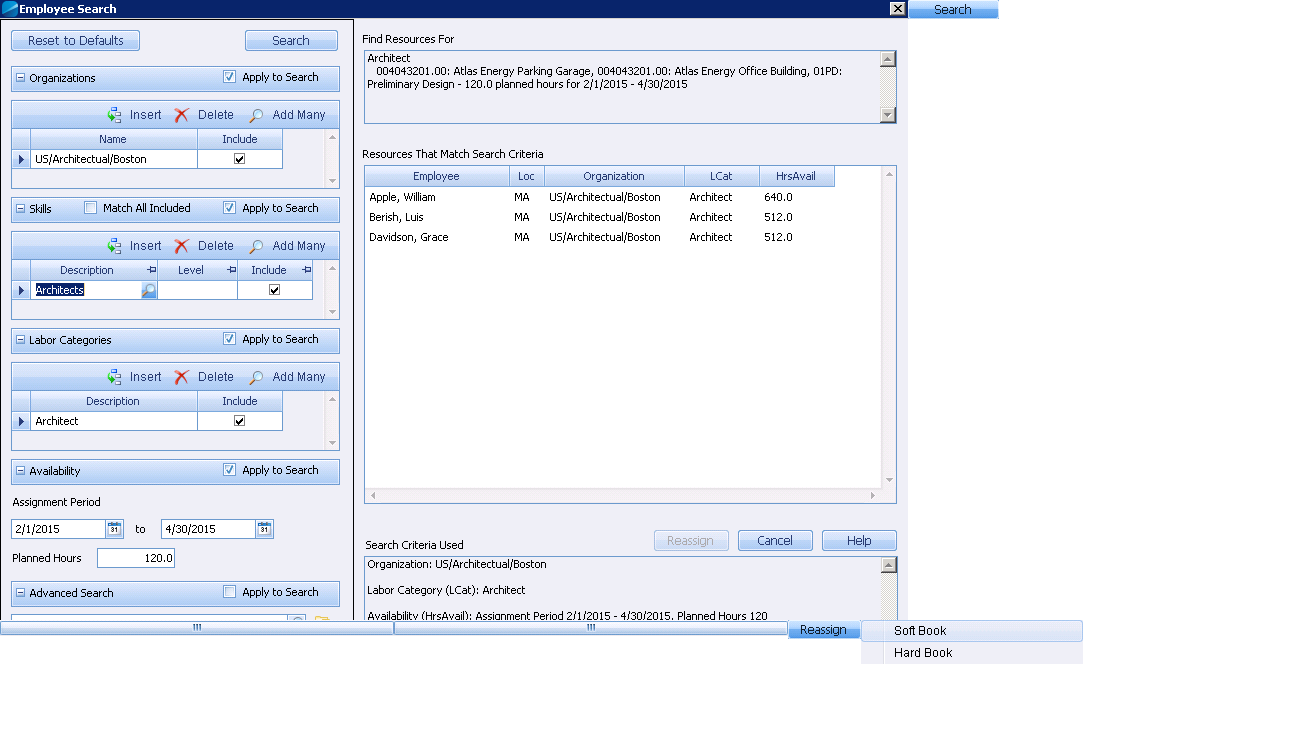 Employee Search
Search
Reset to Defaults
Search
Organizations
Apply to Search
Insert Delete Add Many
Name Include
US/Architectual/Boston
Skills
Match All Included
Apply to Search
Insert Delete Add Many
Description Level Include
Architects
Labor Categories
Apply to Search
Insert Delete Add Many
Description Include
Architect
Availability
Apply to Search
Assignment Period
2/1/2015 31 to 4/30/2015 31
Planned Hours 120.0
Advanced Search
Apply to Search
Find Resources For
Architect
004043201.00: Atlas Energy Parking Garage, 004043201.00: Atlas Energy Office Building, 01PD:
Preliminary Design - 120.0 planned hours for 2/1/2015 - 4/30/2015
Resources That Match Search Criteria
Employee Loc Organization LCat HrsAvail
Apple, William MA US/Architectual/Boston Architect 640.0
Berish, Luis MA US/Architectual/Boston Architect 512.0
Davidson, Grace MA US/Architectual/Boston Architect 512.0
Reassign Cancel Help
Search Criteria Used
Organization: US/Architectual/Boston
Labor Category (LCat): Architect
Availability (HrsAvail): Assignment Period 2/1/2015 - 4/30/2015. Planned Hours 120
Reassign
Soft Book
Hard Book